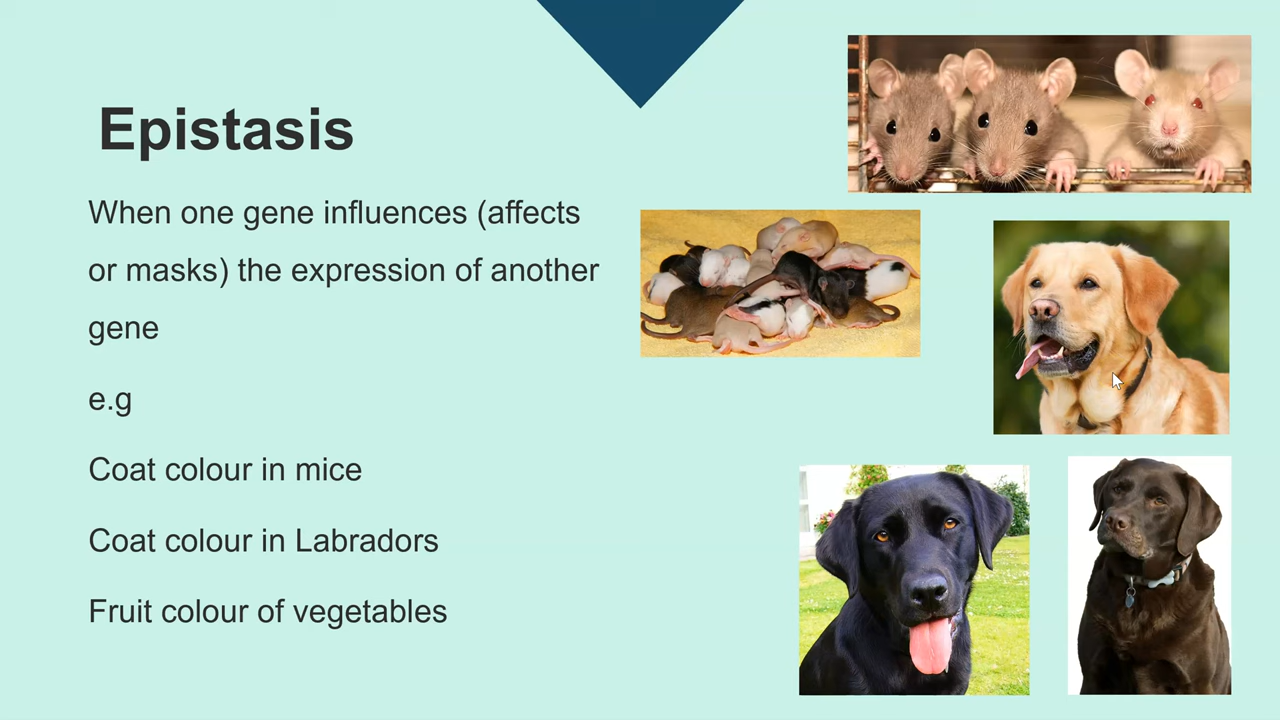 Epistasis
When one gene influences (affects
or masks) the expression of another
gene
e.g
Coat colour in mice
Coat colour in Labradors
Fruit colour of vegetables